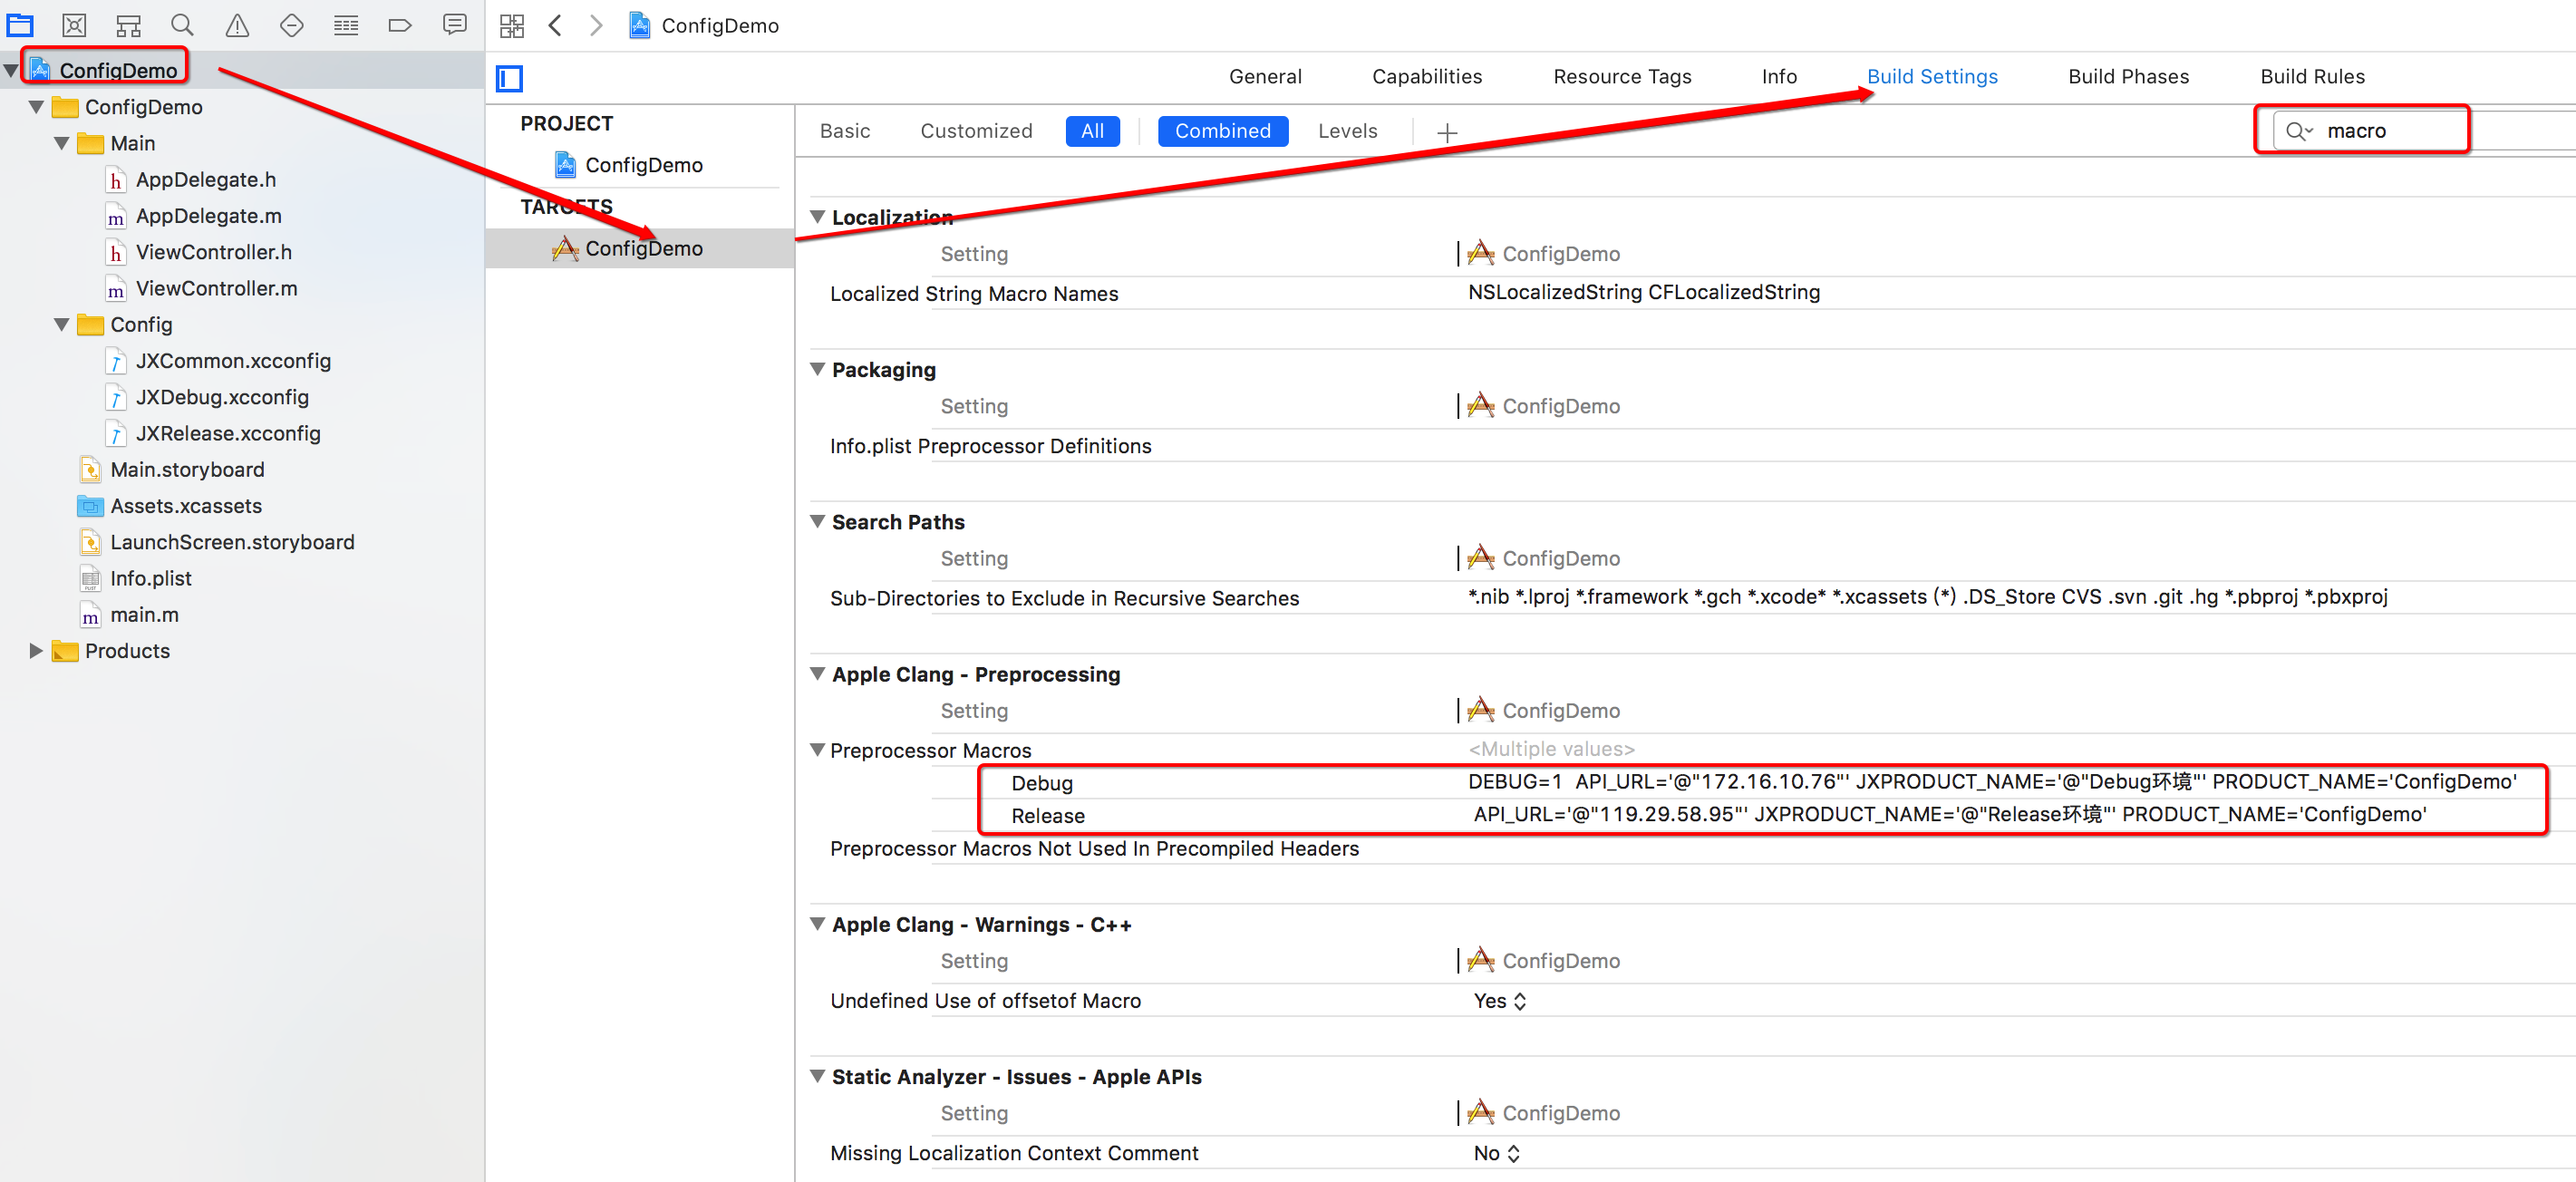 ConfigDemo
General Capabilities Resource Tags Info Build Settings Build Phases Build Rules
Basic Customized All Combined Levels
macro
ConfigDemo
ConfigDemo
Main
AppDelegate.h
AppDelegate.m
ViewController.h
ViewController.m
Config
JXCommon.xcconfig
JXDebug.xcconfig
JXRelease.xcconfig
Main.storyboard
Assets.xcassets
LaunchScreen.storyboard
Info.plist
main.m
Products
PROJECT
ConfigDemo
TARGETS
ConfigDemo
Localization
Setting ConfigDemo
Localized String Macro Names NSLocalizedString CFLocalizedString
Packaging
Setting ConfigDemo
Info.plist Preprocessor Definitions
Search Paths
Setting ConfigDemo
Sub-Directories to Exclude in Recursive Searches *.nib *.lproj *.framework *.gch *.xcode* *.xcassets (*) .DS_Store CVS .svn .git .hg *.pbproj *.pbxproj
Apple Clang - Preprocessing
Setting ConfigDemo
Preprocessor Macros <Multiple values>
Debug DEBUG=1 API_URL='@"172.16.10.76"' JXPRODUCT_NAME='@"Debug环境"' PRODUCT_NAME='ConfigDemo'
Release API_URL='@"119.29.58.95"' JXPRODUCT_NAME='@"Release环境"' PRODUCT_NAME='ConfigDemo'
Preprocessor Macros Not Used In Precompiled Headers
Apple Clang - Warnings - C++
Setting ConfigDemo
Undefined Use of offsetof Macro Yes
Static Analyzer - Issues - Apple APIs
Setting ConfigDemo
Missing Localization Context Comment No